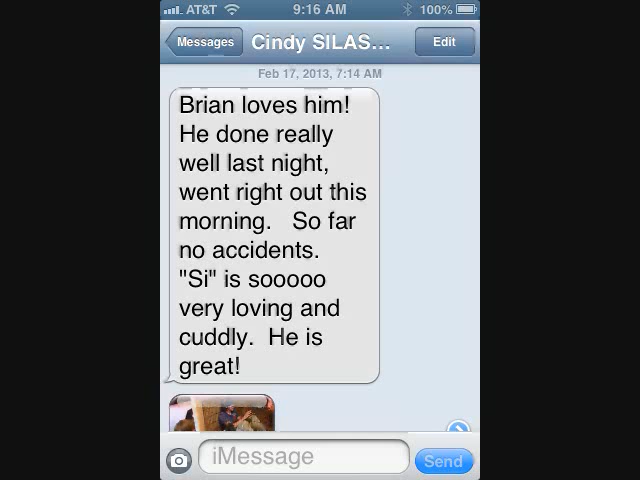 AT&T 9:16 AM 100%
Messages Cindy SILAS... Edit
Feb 17, 2013, 7:14 AM
Brian loves him!
He done really
well last night,
went right out this
morning. So far
no accidents.
"Si" is sooooo
very loving and
cuddly. He is
great!
iMessage Send